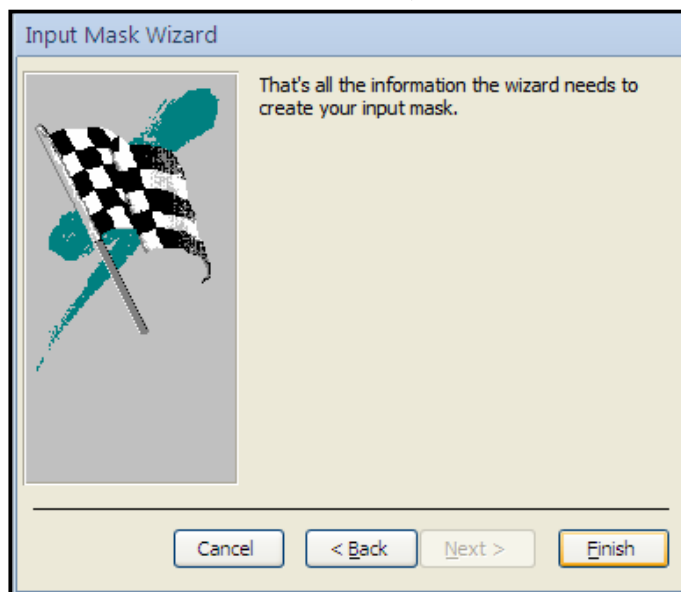 Input Mask Wizard
That's all the information the wizard needs to
create your input mask.
Cancel
< Back
Next >
Finish